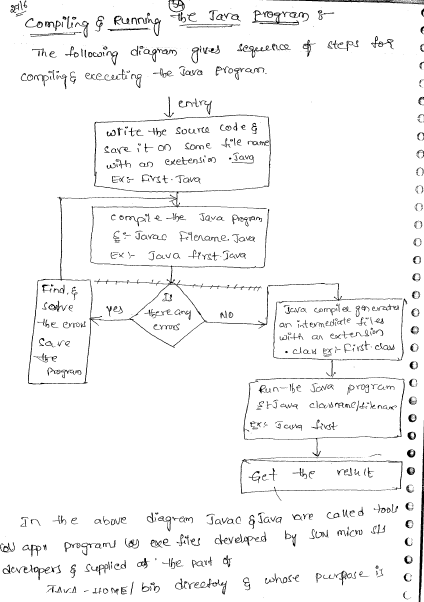 29/6
Compiling & Running the Java program :-
The following diagram gives sequence of steps for
compiling & executing the Java Program.
entry
write the source code &
save it on some file name
with an exetension .Java
Ex:- First.Java
compile the Java Program
S:- Javac Filename.Java
Ex:- Java first.Java
Is
there any
errors
yes
NO
Find &
solve
the errors
save
the
program
Java compiler generates
an intermediate files
with an extension
.class Ex:- First.class
Run the Java program
S:- Java classname/filename
Ex:- Java first
Get the result
In the above diagram Javac & Java are called tools
(or) appn programs (or) exe files developed by SUN micro
developers & supplied as the part of
JAVA-HOME/bin directory & whose purpose is